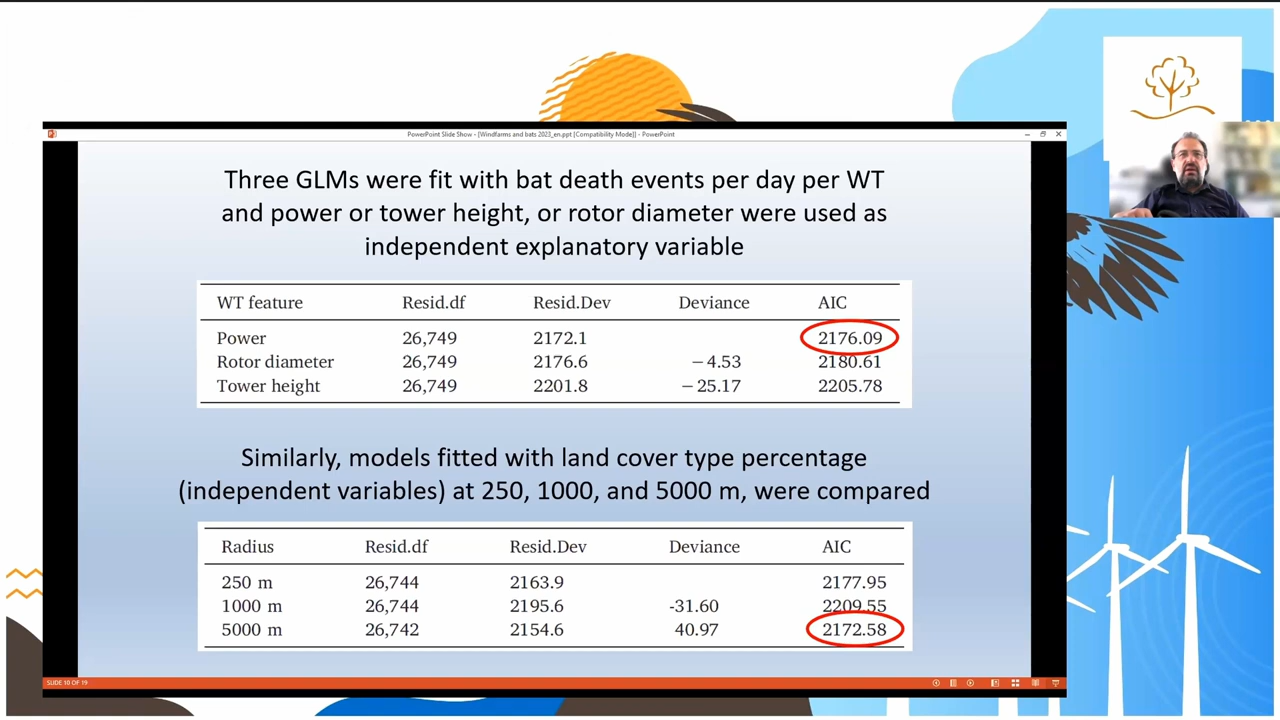 PowerPoint Slide Show - [Windfarms and bats 2023_en.ppt [Compatibility Mode]] - PowerPoint
Three GLMs were fit with bat death events per day per WT
and power or tower height, or rotor diameter were used as
independent explanatory variable
WT feature Resid.df Resid.Dev Deviance AIC
Power 26,749 2172.1 2176.09
Rotor diameter 26,749 2176.6 −4.53 2180.61
Tower height 26,749 2201.8 −25.17 2205.78
Similarly, models fitted with land cover type percentage
(independent variables) at 250, 1000, and 5000 m, were compared
Radius Resid.df Resid.Dev Deviance AIC
250 m 26,744 2163.9 2177.95
1000 m 26,744 2195.6 -31.60 2209.55
5000 m 26,742 2154.6 40.97 2172.58
SLIDE 10 OF 19